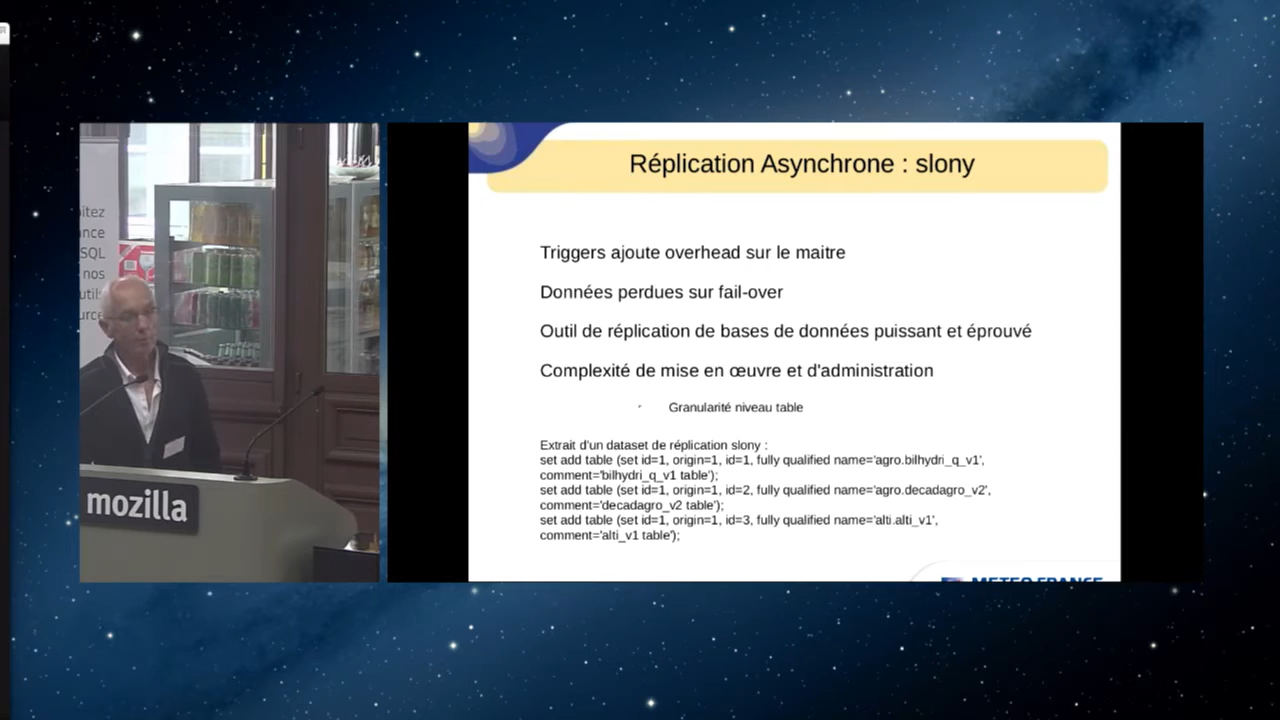 nos
SQL
mozilla
Réplication Asynchrone : slony
Triggers ajoute overhead sur le maitre
Données perdues sur fail-over
Outil de réplication de bases de données puissant et éprouvé
Complexité de mise en œuvre et d'administration
Granularité niveau table
Extrait d'un dataset de réplication slony :
set add table (set id=1, origin=1, id=1, fully qualified name='agro.bilhydri_q_v1',
comment='bilhydri_q_v1 table');
set add table (set id=1, origin=1, id=2, fully qualified name='agro.decadagro_v2',
comment='decadagro_v2 table');
set add table (set id=1, origin=1, id=3, fully qualified name='alti.alti_v1',
comment='alti_v1 table');
METEO FRANCE